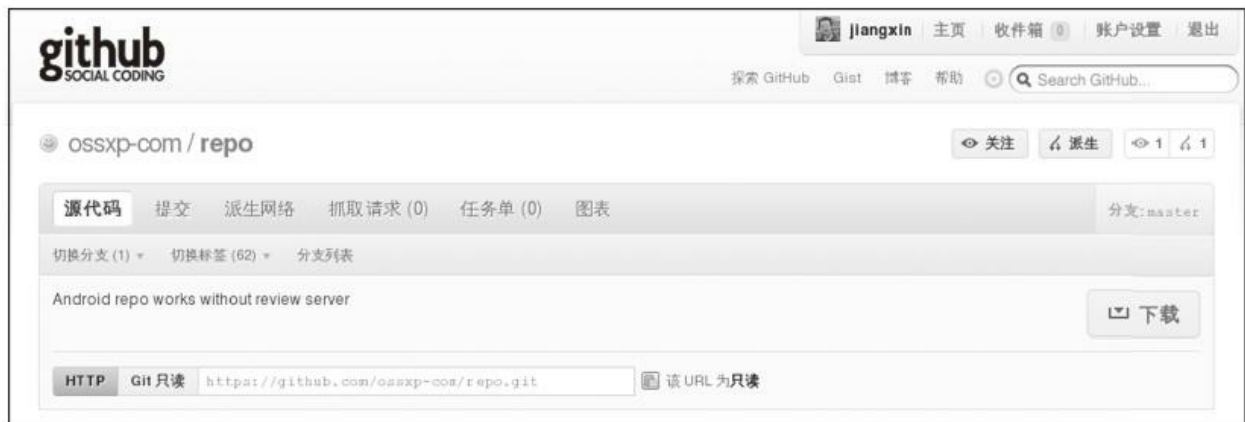 github
SOCIAL CODING
jiangxin 主页 收件箱 0 账户设置 退出
探索 GitHub Gist 博客 帮助 Search GitHub...
ossxp-com / repo
关注 派生 1 1
源代码 提交 派生网络 抓取请求 (0) 任务单 (0) 图表 分支:master
切换分支 (1) 切换标签 (62) 分支列表
Android repo works without review server
下载
HTTP Git 只读 https://github.com/ossxp-com/repo.git 该 URL 为只读